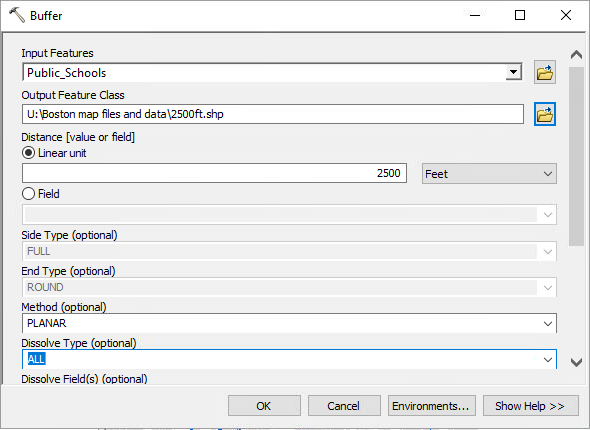 Buffer
Input Features
Public_Schools
Output Feature Class
U:\Boston map files and data\2500ft.shp
Distance [value or field]
Linear unit
2500 Feet
Field
Side Type (optional)
FULL
End Type (optional)
ROUND
Method (optional)
PLANAR
Dissolve Type (optional)
ALL
Dissolve Field(s) (optional)
OK Cancel Environments... Show Help >>